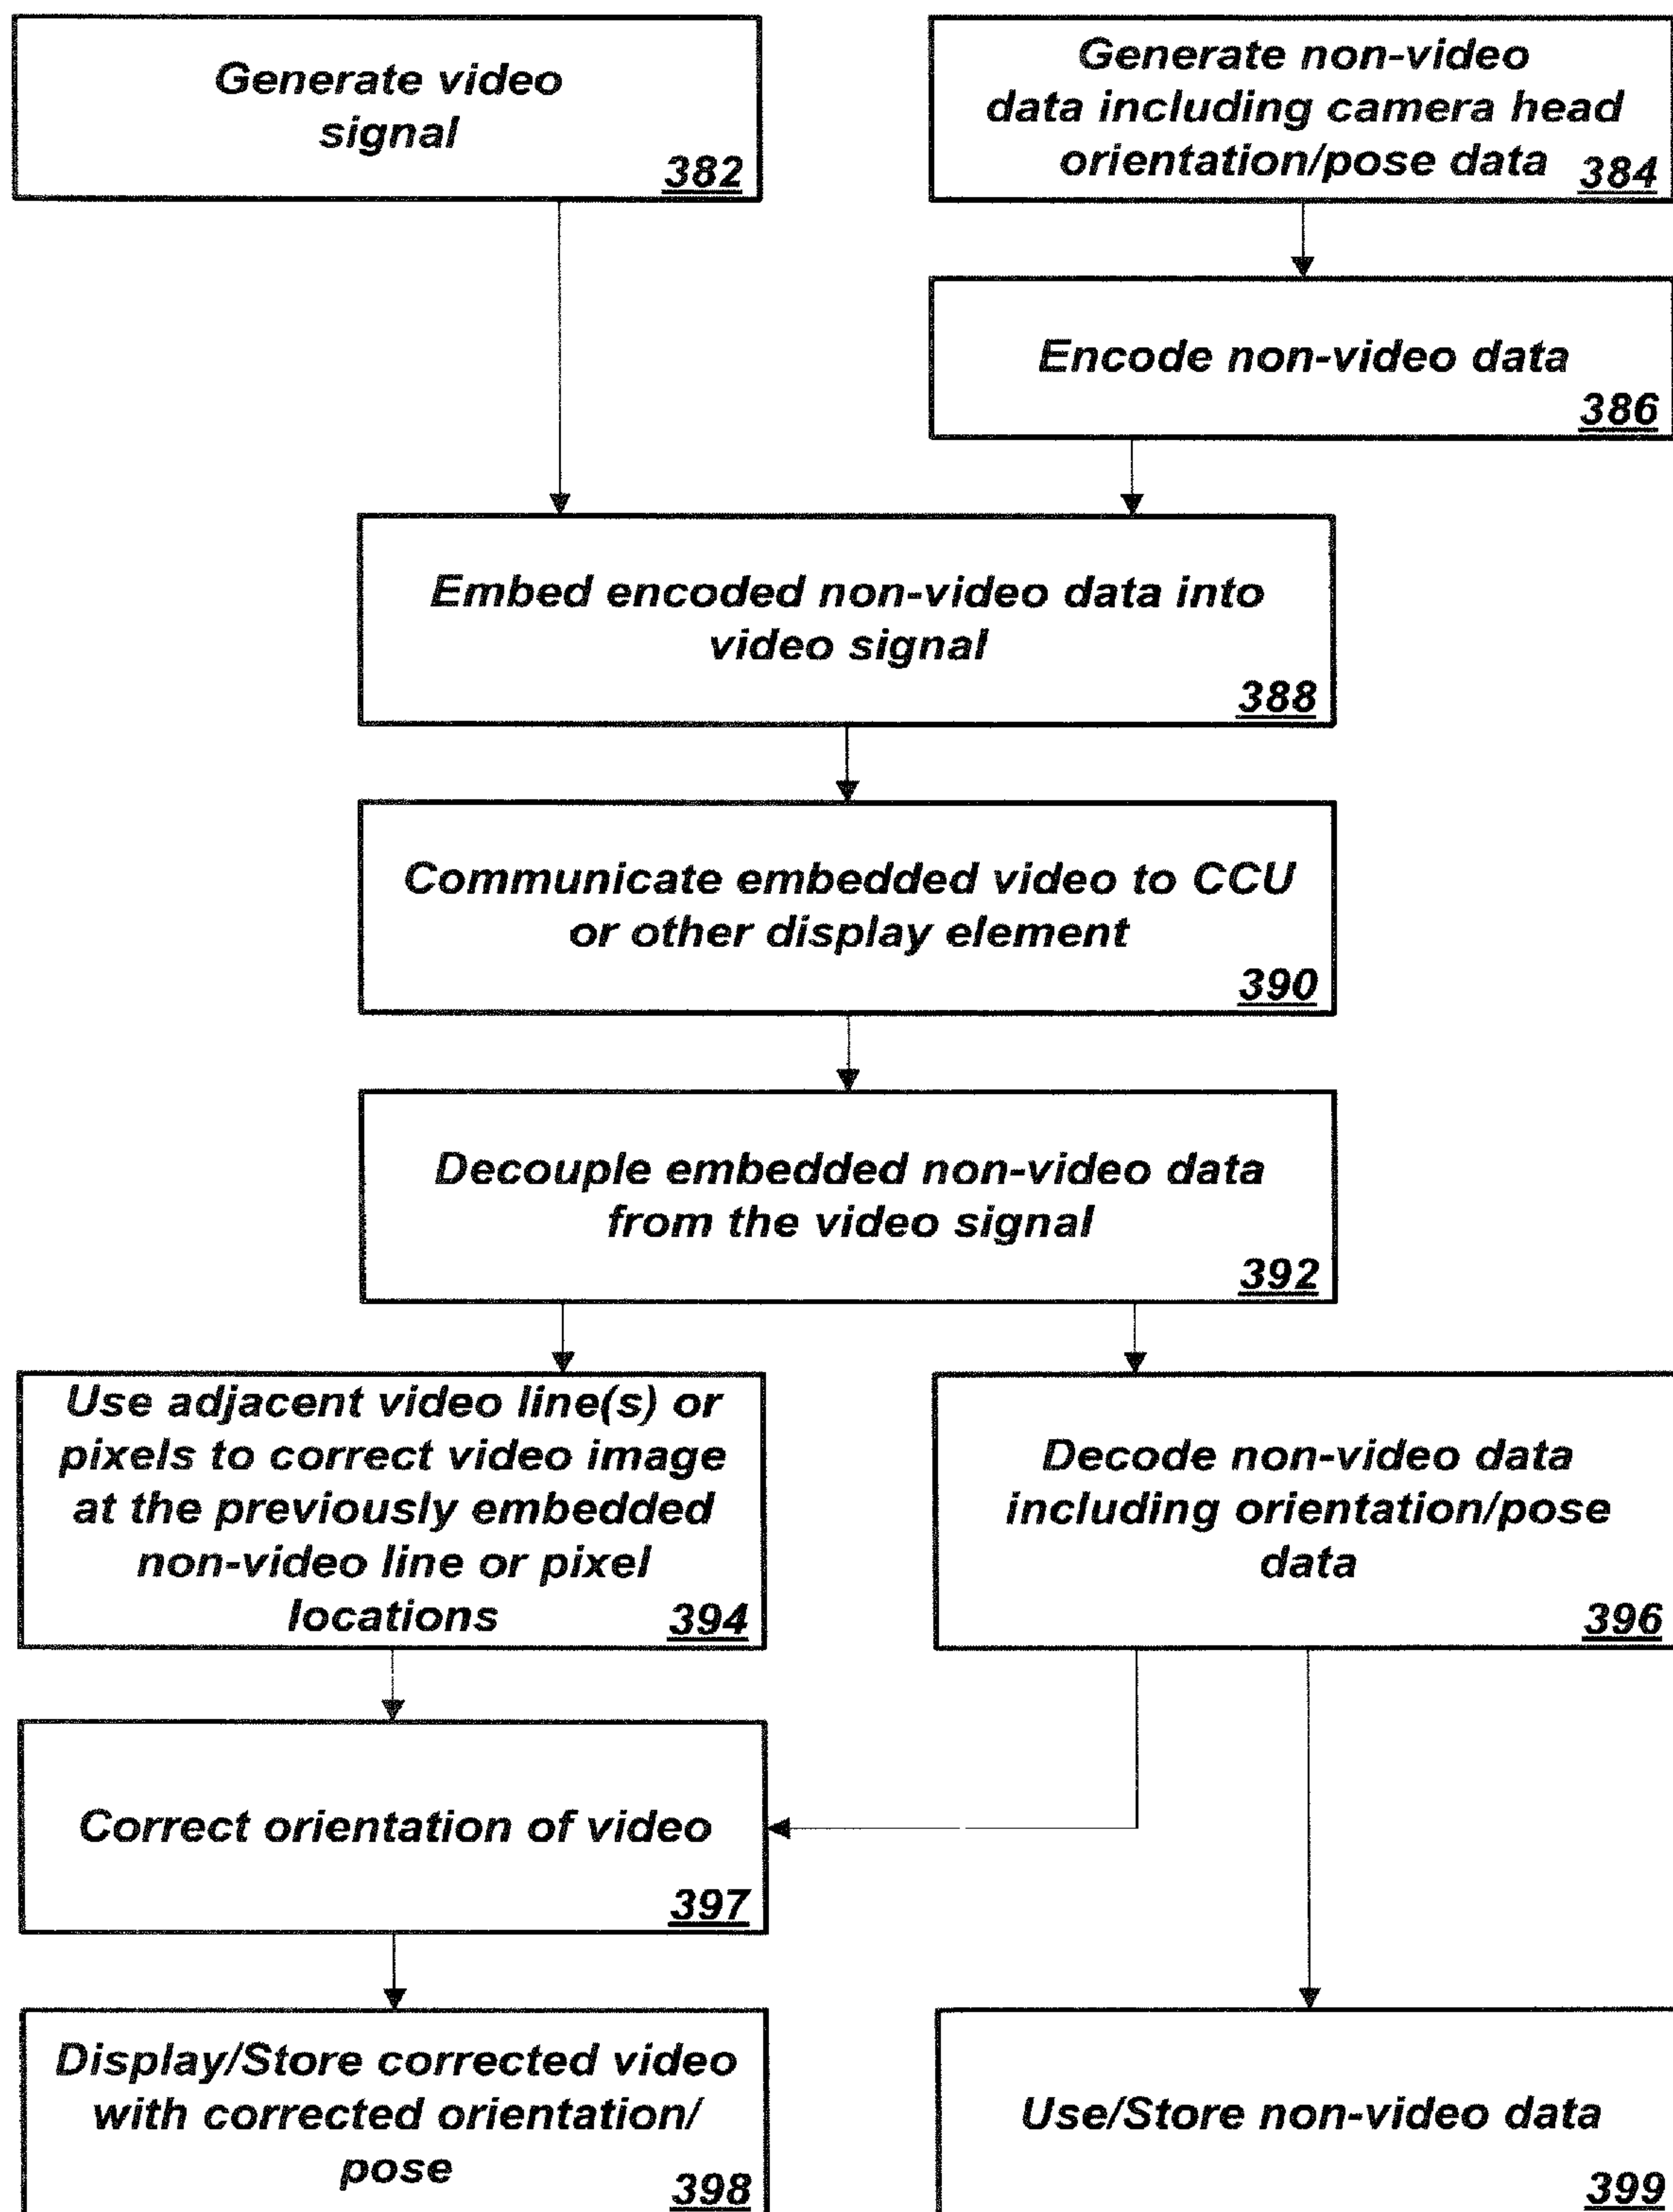 Generate video
signal
382
Generate non-video
data including camera head
orientation/pose data
384
Encode non-video data
386
Embed encoded non-video data into
video signal
388
Communicate embedded video to CCU
or other display element
390
Decouple embedded non-video data
from the video signal
392
Use adjacent video line(s) or
pixels to correct video image
at the previously embedded
non-video line or pixel
locations
394
Decode non-video data
including orientation/pose
data
396
Correct orientation of video
397
Display/Store corrected video
with corrected orientation/
pose
398
Use/Store non-video data
399